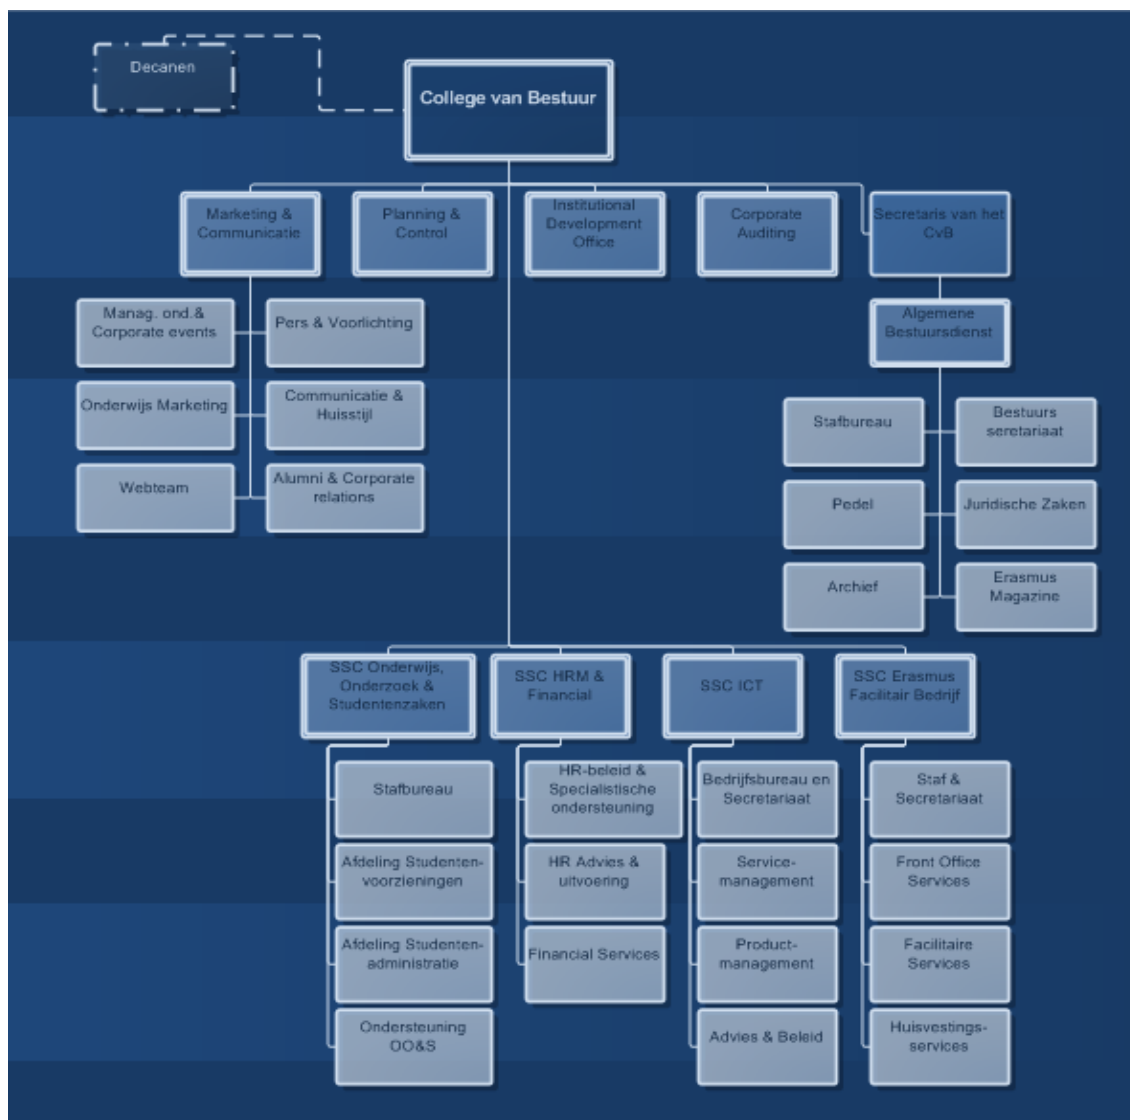 Decanen
College van Bestuur
Marketing &
Communicatie
Planning &
Control
Institutional
Development
Office
Corporate
Auditing
Secretaris van het
CvB
Manag. ond.&
Corporate events
Pers & Voorlichting
Algemene
Bestuursdienst
Onderwijs Marketing
Communicatie &
Huisstijl
Stafbureau
Bestuurs
seretariaat
Webteam
Alumni & Corporate
relations
Pedel
Juridische Zaken
Archief
Erasmus
Magazine
SSC Onderwijs,
Onderzoek &
Studentenzaken
SSC HRM &
Financial
SSC ICT
SSC Erasmus
Facilitair Bedrijf
Stafbureau
HR-beleid &
Specialistische
ondersteuning
Bedrijfsbureau en
Secretariaat
Staf &
Secretariaat
Afdeling Studenten-
voorzieningen
HR Advies &
uitvoering
Service-
management
Front Office
Services
Afdeling Studenten-
administratie
Financial Services
Product-
management
Facilitaire
Services
Ondersteuning
OO&S
Advies & Beleid
Huisvestings-
services